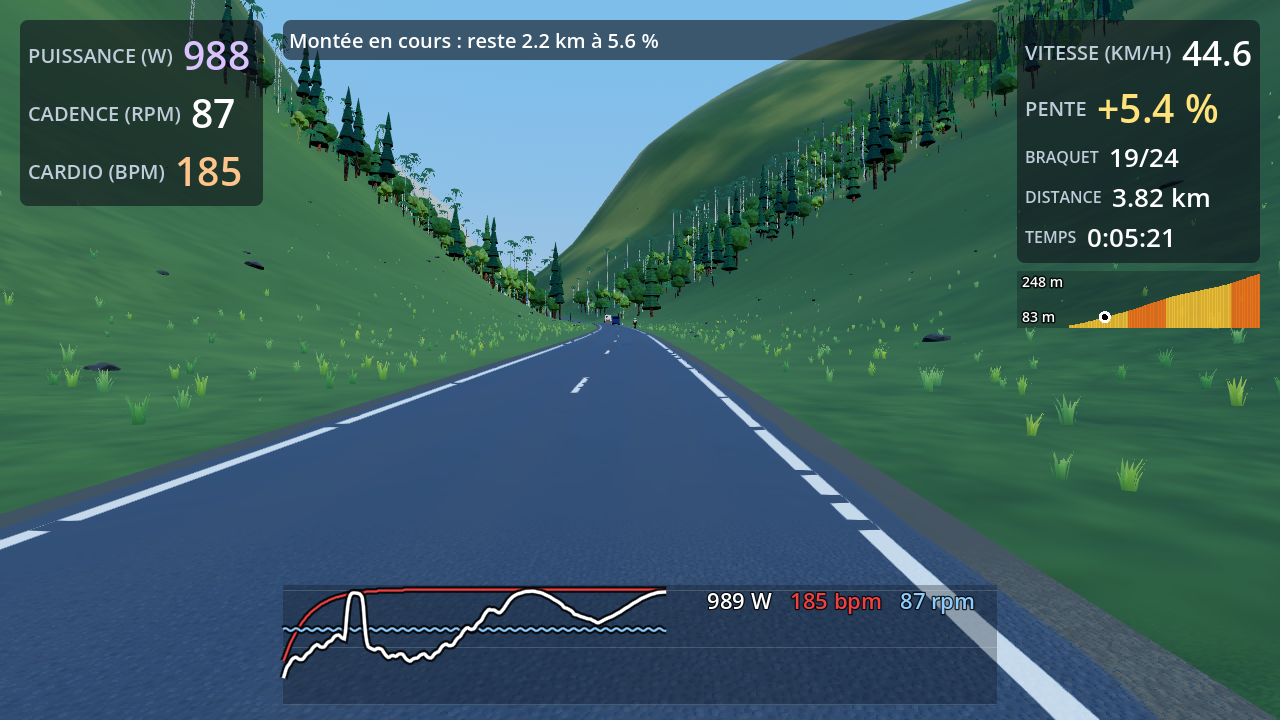 PUISSANCE (W) 988
CADENCE (RPM) 87
CARDIO (BPM) 185
Montée en cours : reste 2.2 km à 5.6 %
VITESSE (KM/H) 44.6
PENTE +5.4 %
BRAQUET 19/24
DISTANCE 3.82 km
TEMPS 0:05:21
248 m
83 m
989 W 185 bpm 87 rpm